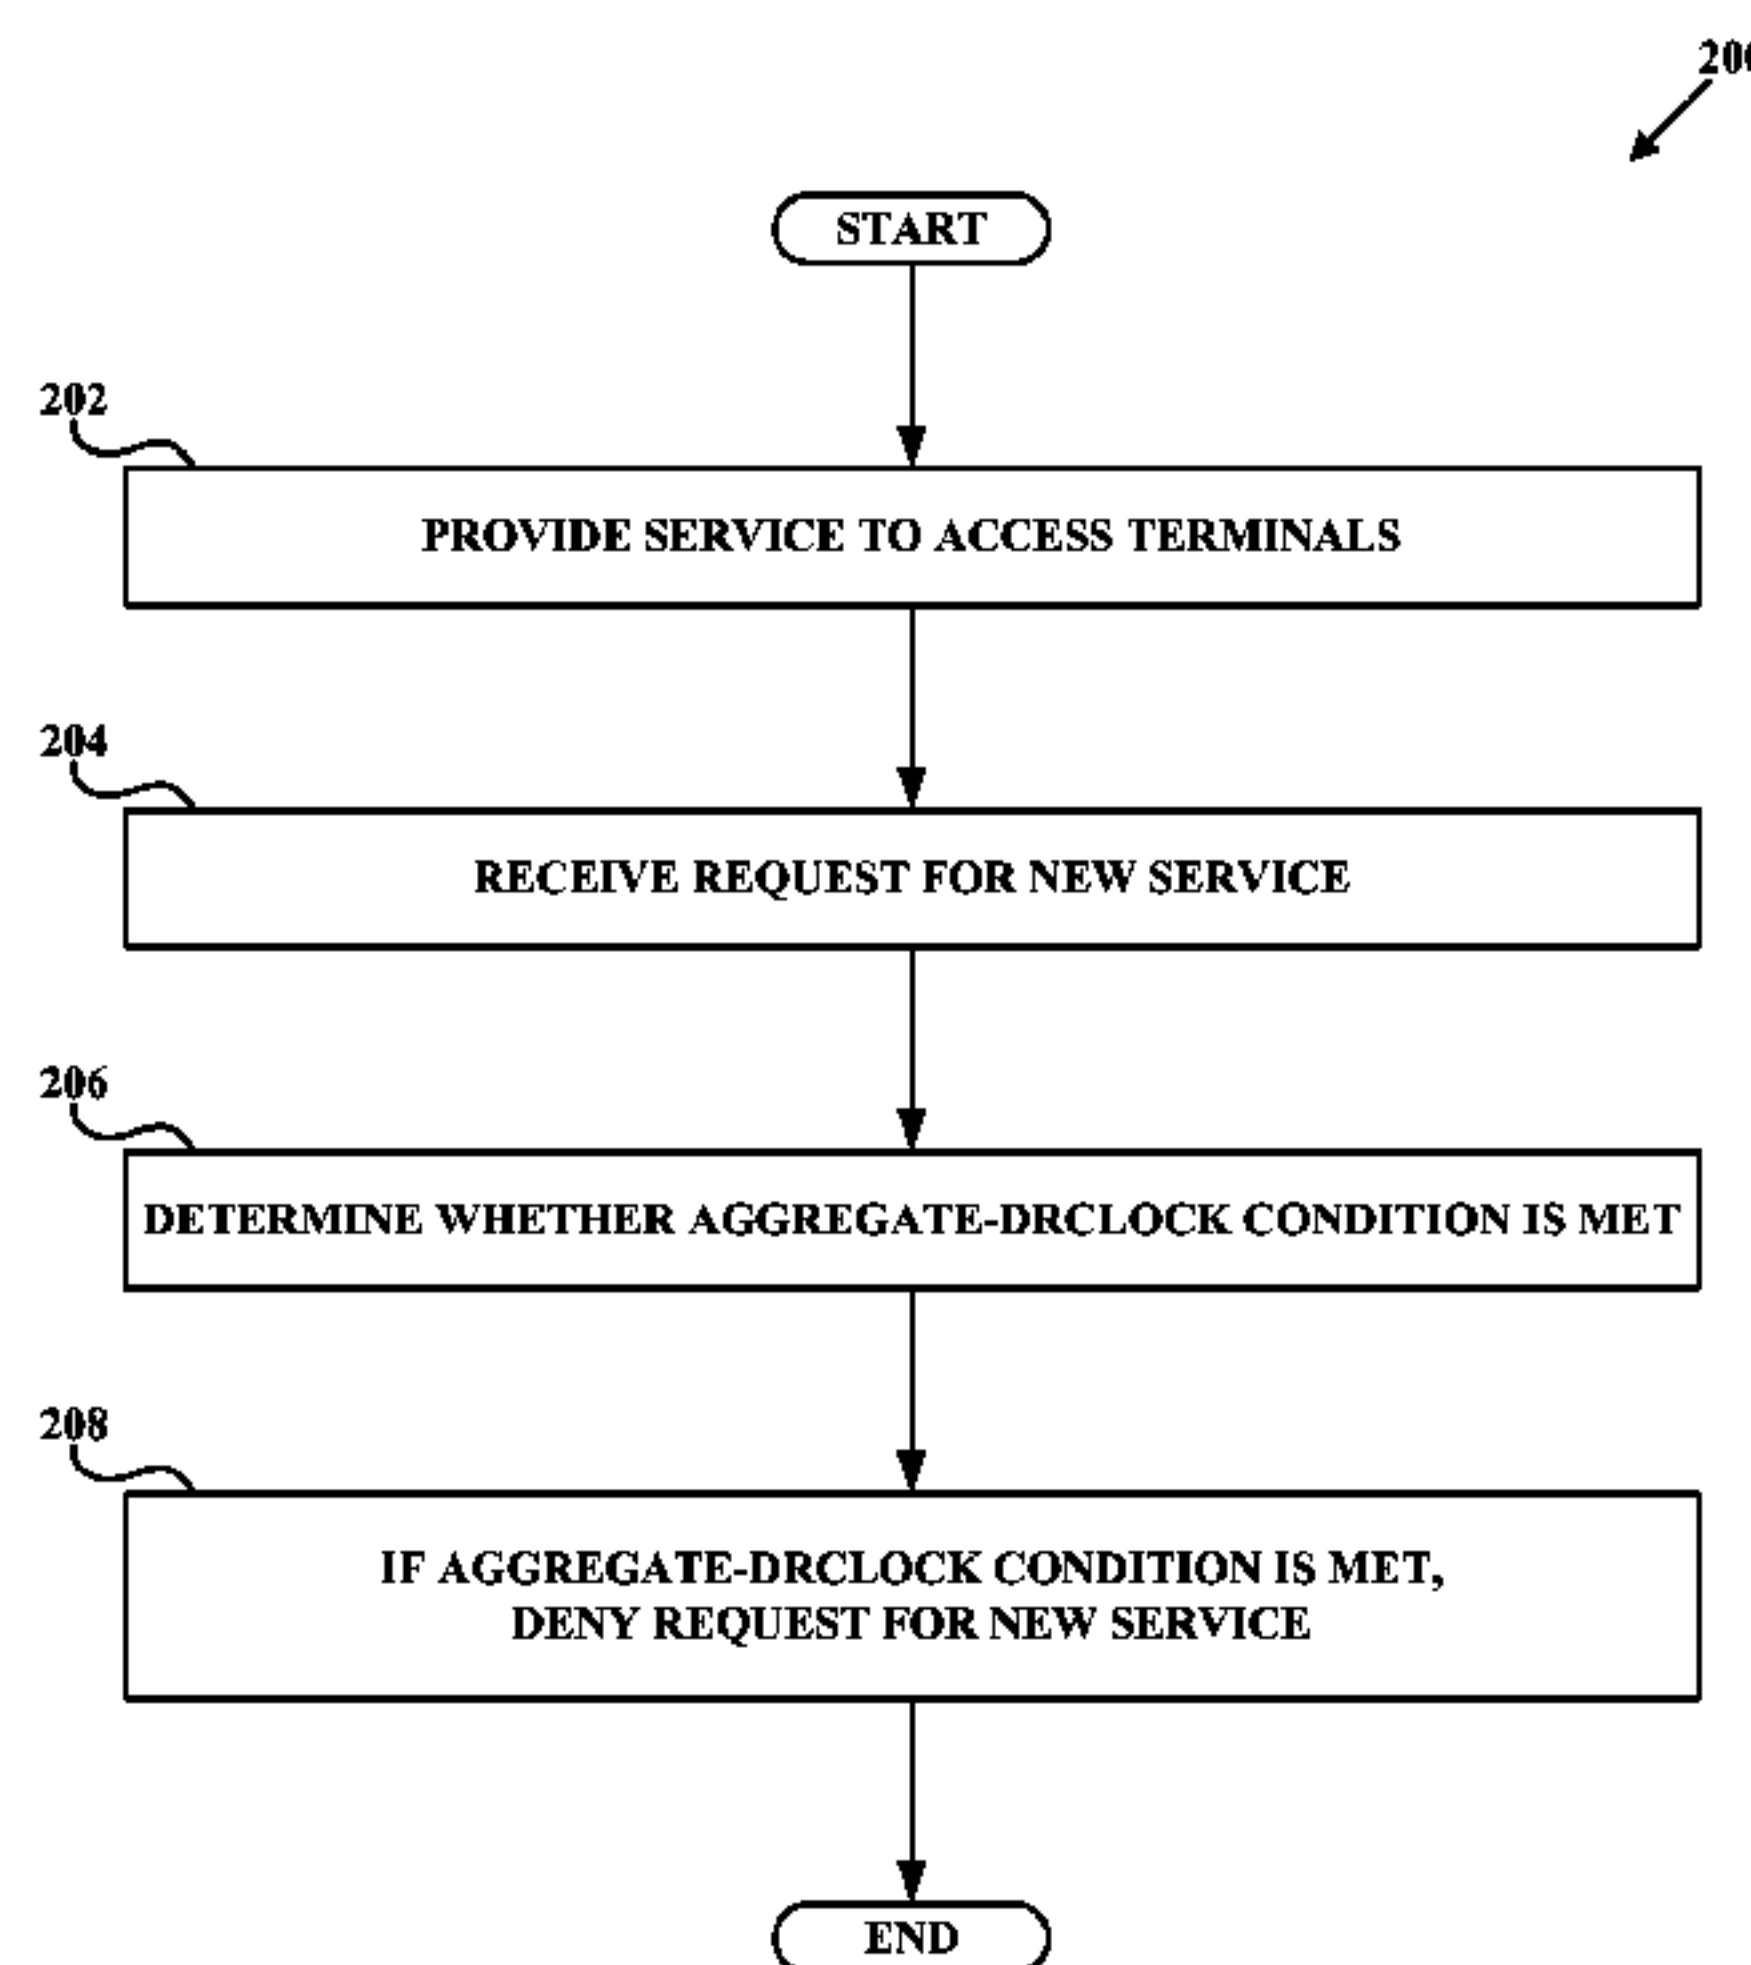 200
START
202
PROVIDE SERVICE TO ACCESS TERMINALS
204
RECEIVE REQUEST FOR NEW SERVICE
206
DETERMINE WHETHER AGGREGATE-DRCLOCK CONDITION IS MET
208
IF AGGREGATE-DRCLOCK CONDITION IS MET,
DENY REQUEST FOR NEW SERVICE
END